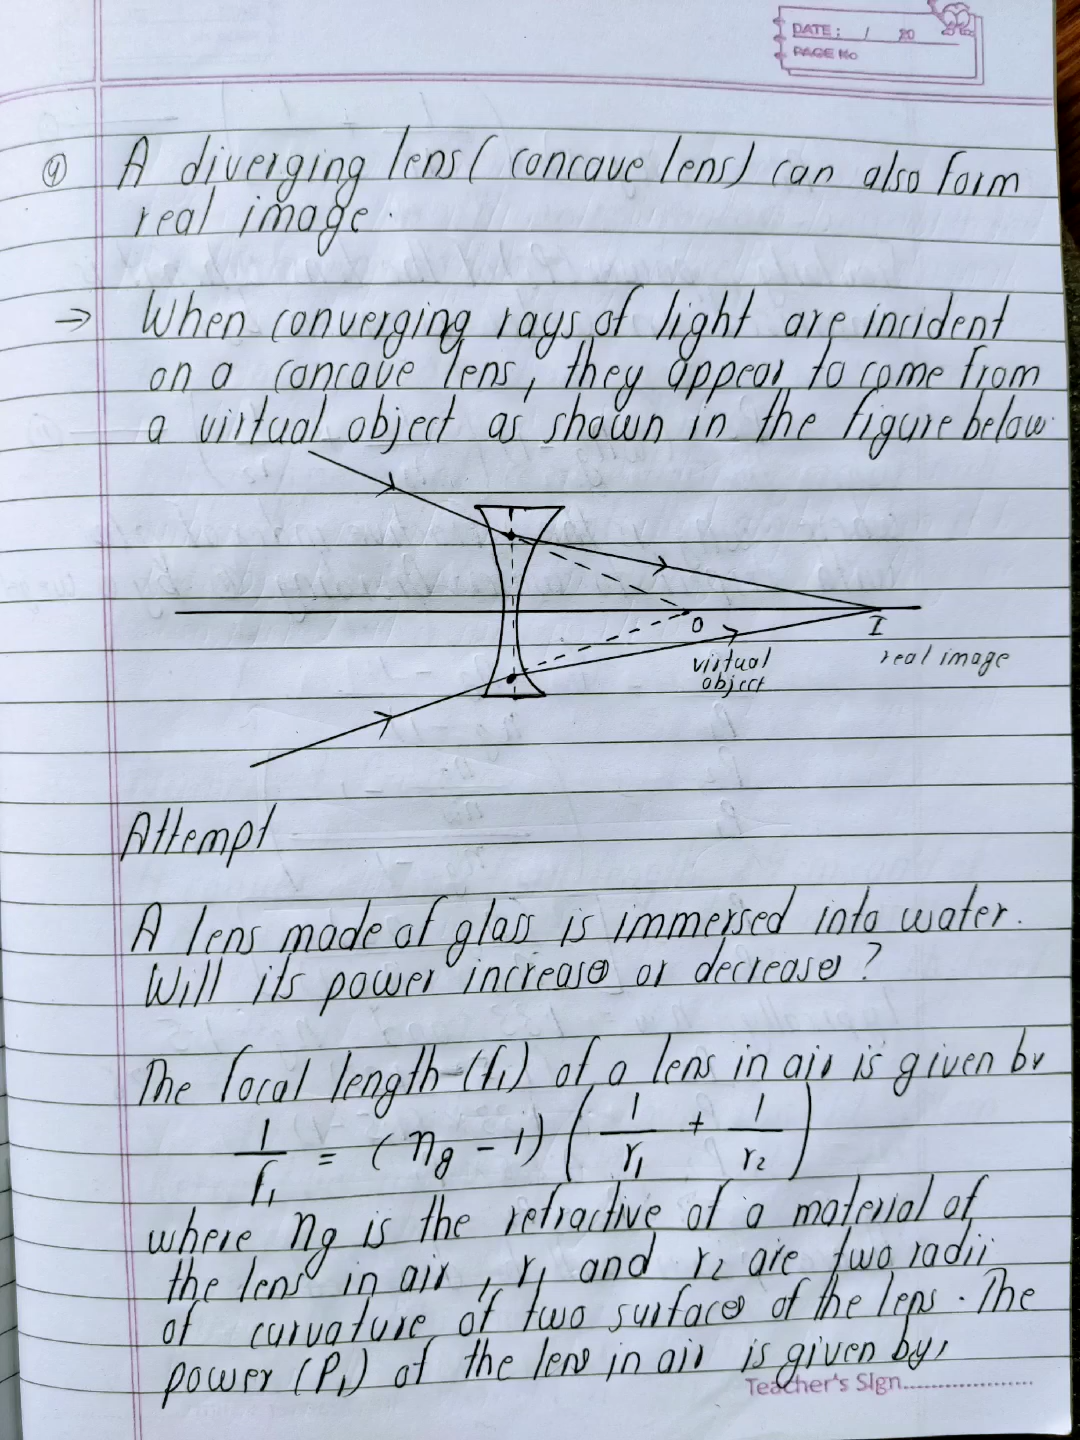 DATE: / 20
PAGE No
9) A diverging lens (concave lens) can also form
real image.
→ When converging rays of light are incident
on a concave lens, they appear to come from
a virtual object as shown in the figure below.
O
virtual
object
I
real image
Attempt
A lens made of glass is immersed into water.
Will its power increase or decrease?
The focal length (f₁) of a lens in air is given by
1/f₁ = (ng - 1) (1/r₁ + 1/r₂)
where ng is the refractive of a material of
the lens in air, r₁ and r₂ are two radii
of curvature of two surfaces of the lens. The
power (P₁) of the lens in air is given by,
Teacher's Sign....................